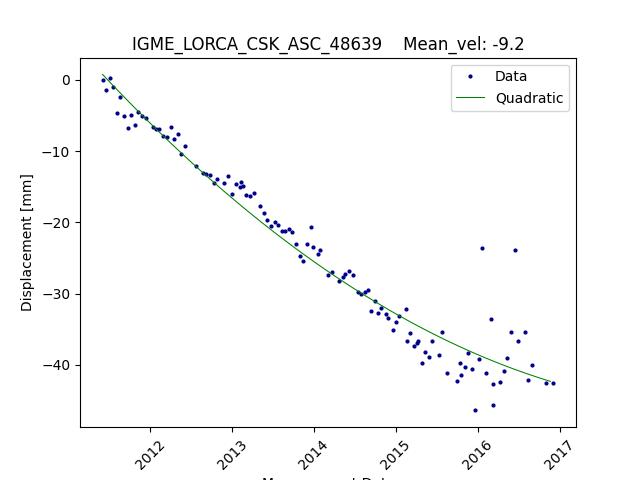 IGME_LORCA_CSK_ASC_48639    Mean_vel: -9.2
Data
Quadratic
Displacement [mm]
0
−10
−20
−30
−40
2012
2013
2014
2015
2016
2017